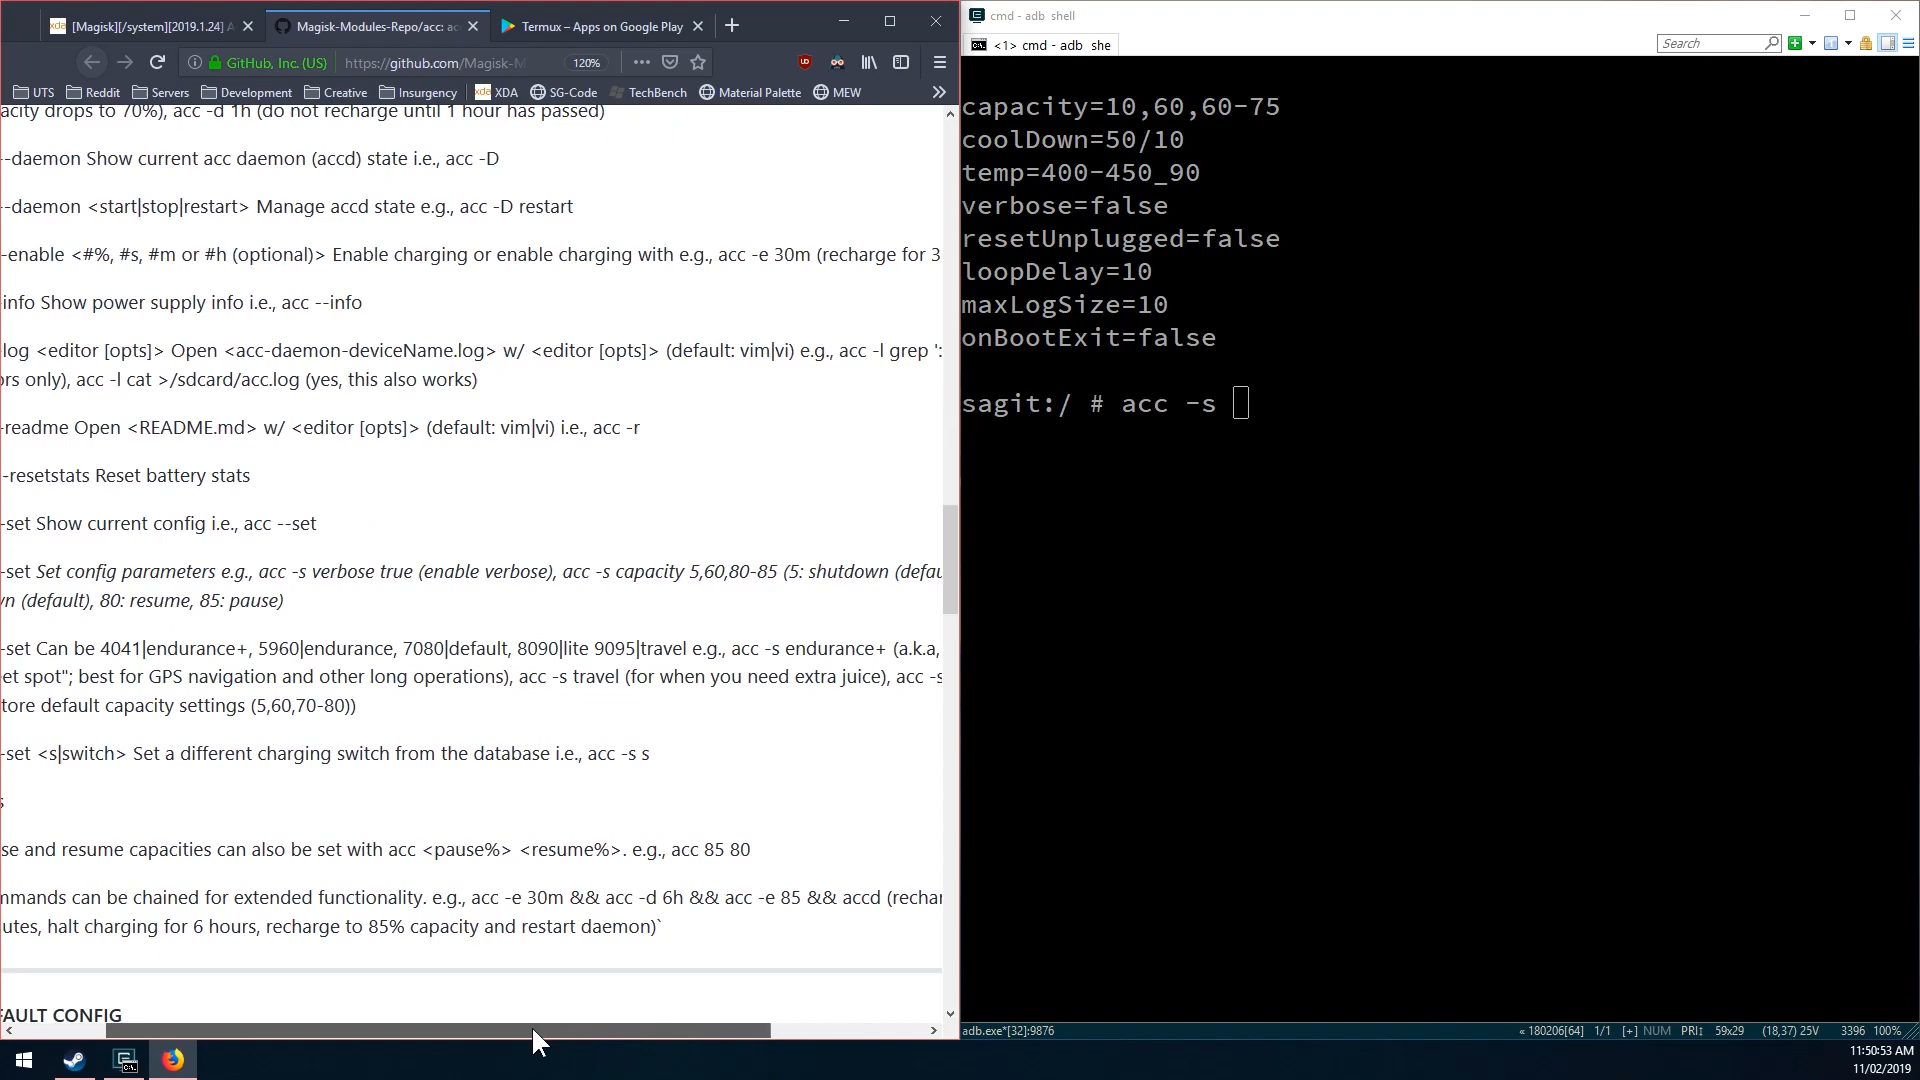 [Magisk][/system][2019.1.24] A
Magisk-Modules-Repo/acc: ac
Termux – Apps on Google Play
GitHub, Inc. (US)
https://github.com/Magisk-M
120%
UTS
Reddit
Servers
Development
Creative
Insurgency
xda
XDA
SG-Code
TechBench
Material Palette
MEW
acity drops to 70%), acc -d 1h (do not recharge until 1 hour has passed)
--daemon Show current acc daemon (accd) state i.e., acc -D
--daemon <start|stop|restart> Manage accd state e.g., acc -D restart
-enable <#%, #s, #m or #h (optional)> Enable charging or enable charging with e.g., acc -e 30m (recharge for 3
info Show power supply info i.e., acc --info
log <editor [opts]> Open <acc-daemon-deviceName.log> w/ <editor [opts]> (default: vim|vi) e.g., acc -l grep ':
rs only), acc -l cat >/sdcard/acc.log (yes, this also works)
-readme Open <README.md> w/ <editor [opts]> (default: vim|vi) i.e., acc -r
-resetstats Reset battery stats
-set Show current config i.e., acc --set
-set Set config parameters e.g., acc -s verbose true (enable verbose), acc -s capacity 5,60,80-85 (5: shutdown (defau
vn (default), 80: resume, 85: pause)
-set Can be 4041|endurance+, 5960|endurance, 7080|default, 8090|lite 9095|travel e.g., acc -s endurance+ (a.k.a,
et spot"; best for GPS navigation and other long operations), acc -s travel (for when you need extra juice), acc -s
tore default capacity settings (5,60,70-80))
-set <s|switch> Set a different charging switch from the database i.e., acc -s s
s
se and resume capacities can also be set with acc <pause%> <resume%>. e.g., acc 85 80
mmands can be chained for extended functionality. e.g., acc -e 30m && acc -d 6h && acc -e 85 && accd (rechar
utes, halt charging for 6 hours, recharge to 85% capacity and restart daemon)`
FAULT CONFIG
cmd - adb shell
<1> cmd - adb she
Search
capacity=10,60,60-75
coolDown=50/10
temp=400-450_90
verbose=false
resetUnplugged=false
loopDelay=10
maxLogSize=10
onBootExit=false
sagit:/ # acc -s
adb.exe*[32]:9876
« 180206[64] 1/1 [+] NUM PRI↕ 59x29 (18,37) 25V 3396 100%
11:50:53 AM
11/02/2019